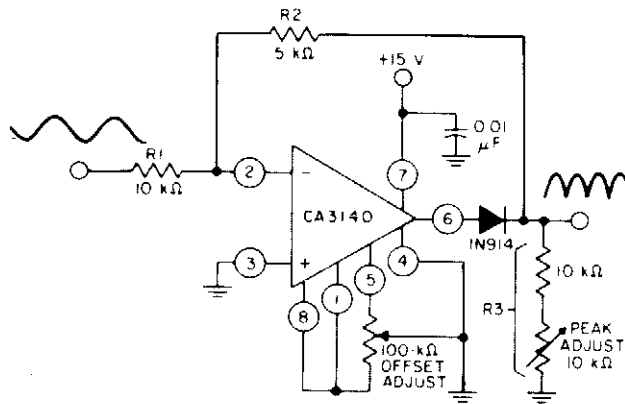 R2
5 kΩ
+15 V
0.01
µF
R1
10 kΩ
2
−
7
CA3140
6
1N914
3
+
4
5
1
8
100-kΩ
OFFSET
ADJUST
10 kΩ
R3
PEAK
ADJUST
10 kΩ